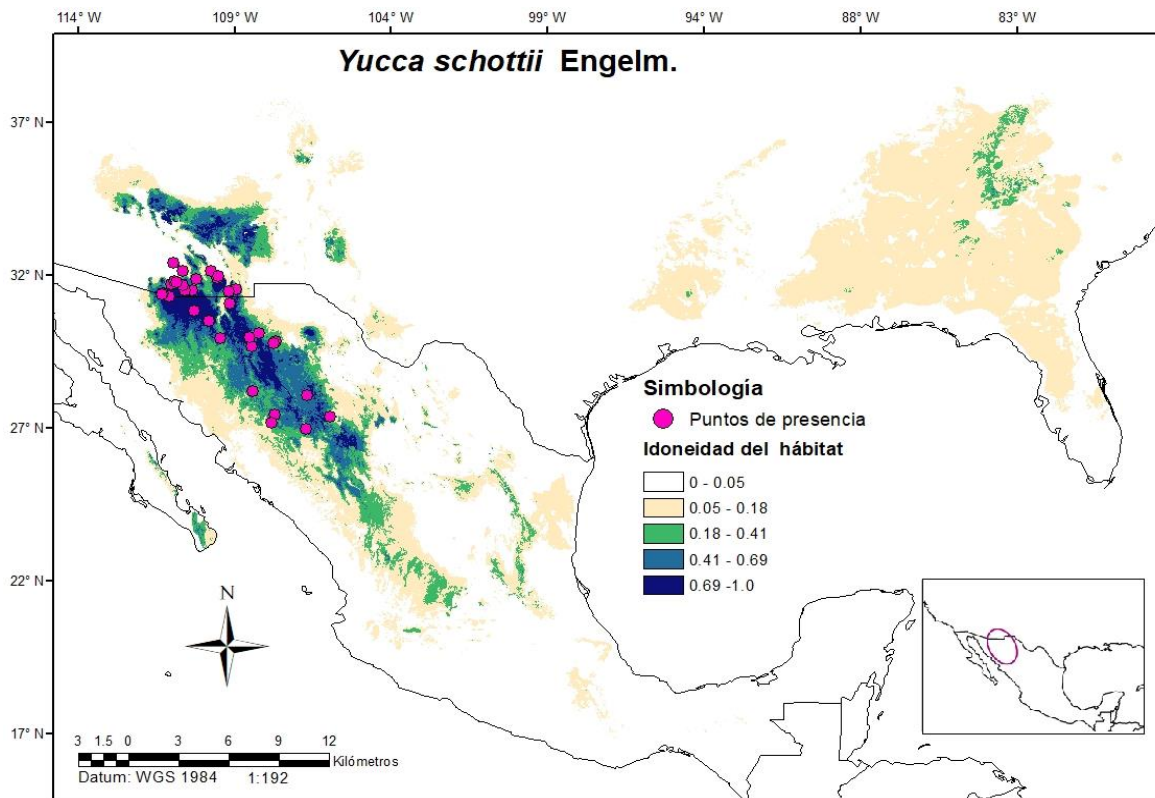 114° W 109° W 104° W 99° W 94° W 88° W 83° W
Yucca schottii Engelm.
37° N
32° N
27° N
22° N
17° N
Simbología
Puntos de presencia
Idoneidad del hábitat
0 - 0.05
0.05 - 0.18
0.18 - 0.41
0.41 - 0.69
0.69 -1.0
N
3 1.5 0 3 6 9 12
Kilómetros
Datum: WGS 1984 1:192